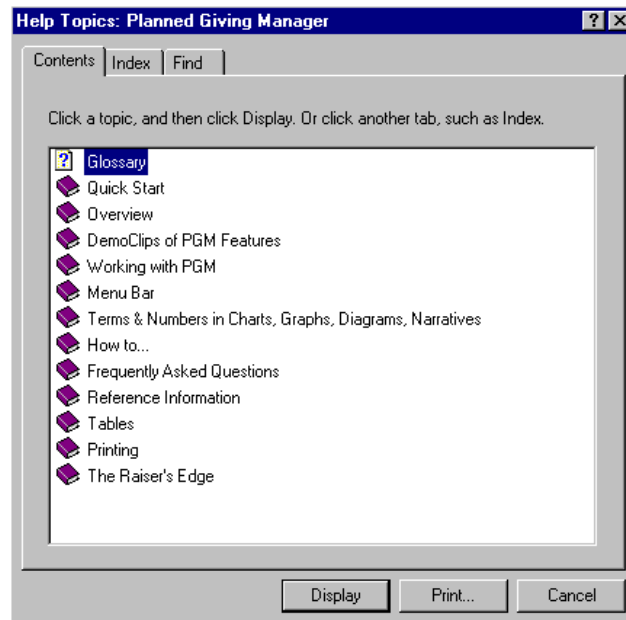 Help Topics: Planned Giving Manager
Contents Index Find
Click a topic, and then click Display. Or click another tab, such as Index.
Glossary
Quick Start
Overview
DemoClips of PGM Features
Working with PGM
Menu Bar
Terms & Numbers in Charts, Graphs, Diagrams, Narratives
How to...
Frequently Asked Questions
Reference Information
Tables
Printing
The Raiser's Edge
Display Print... Cancel